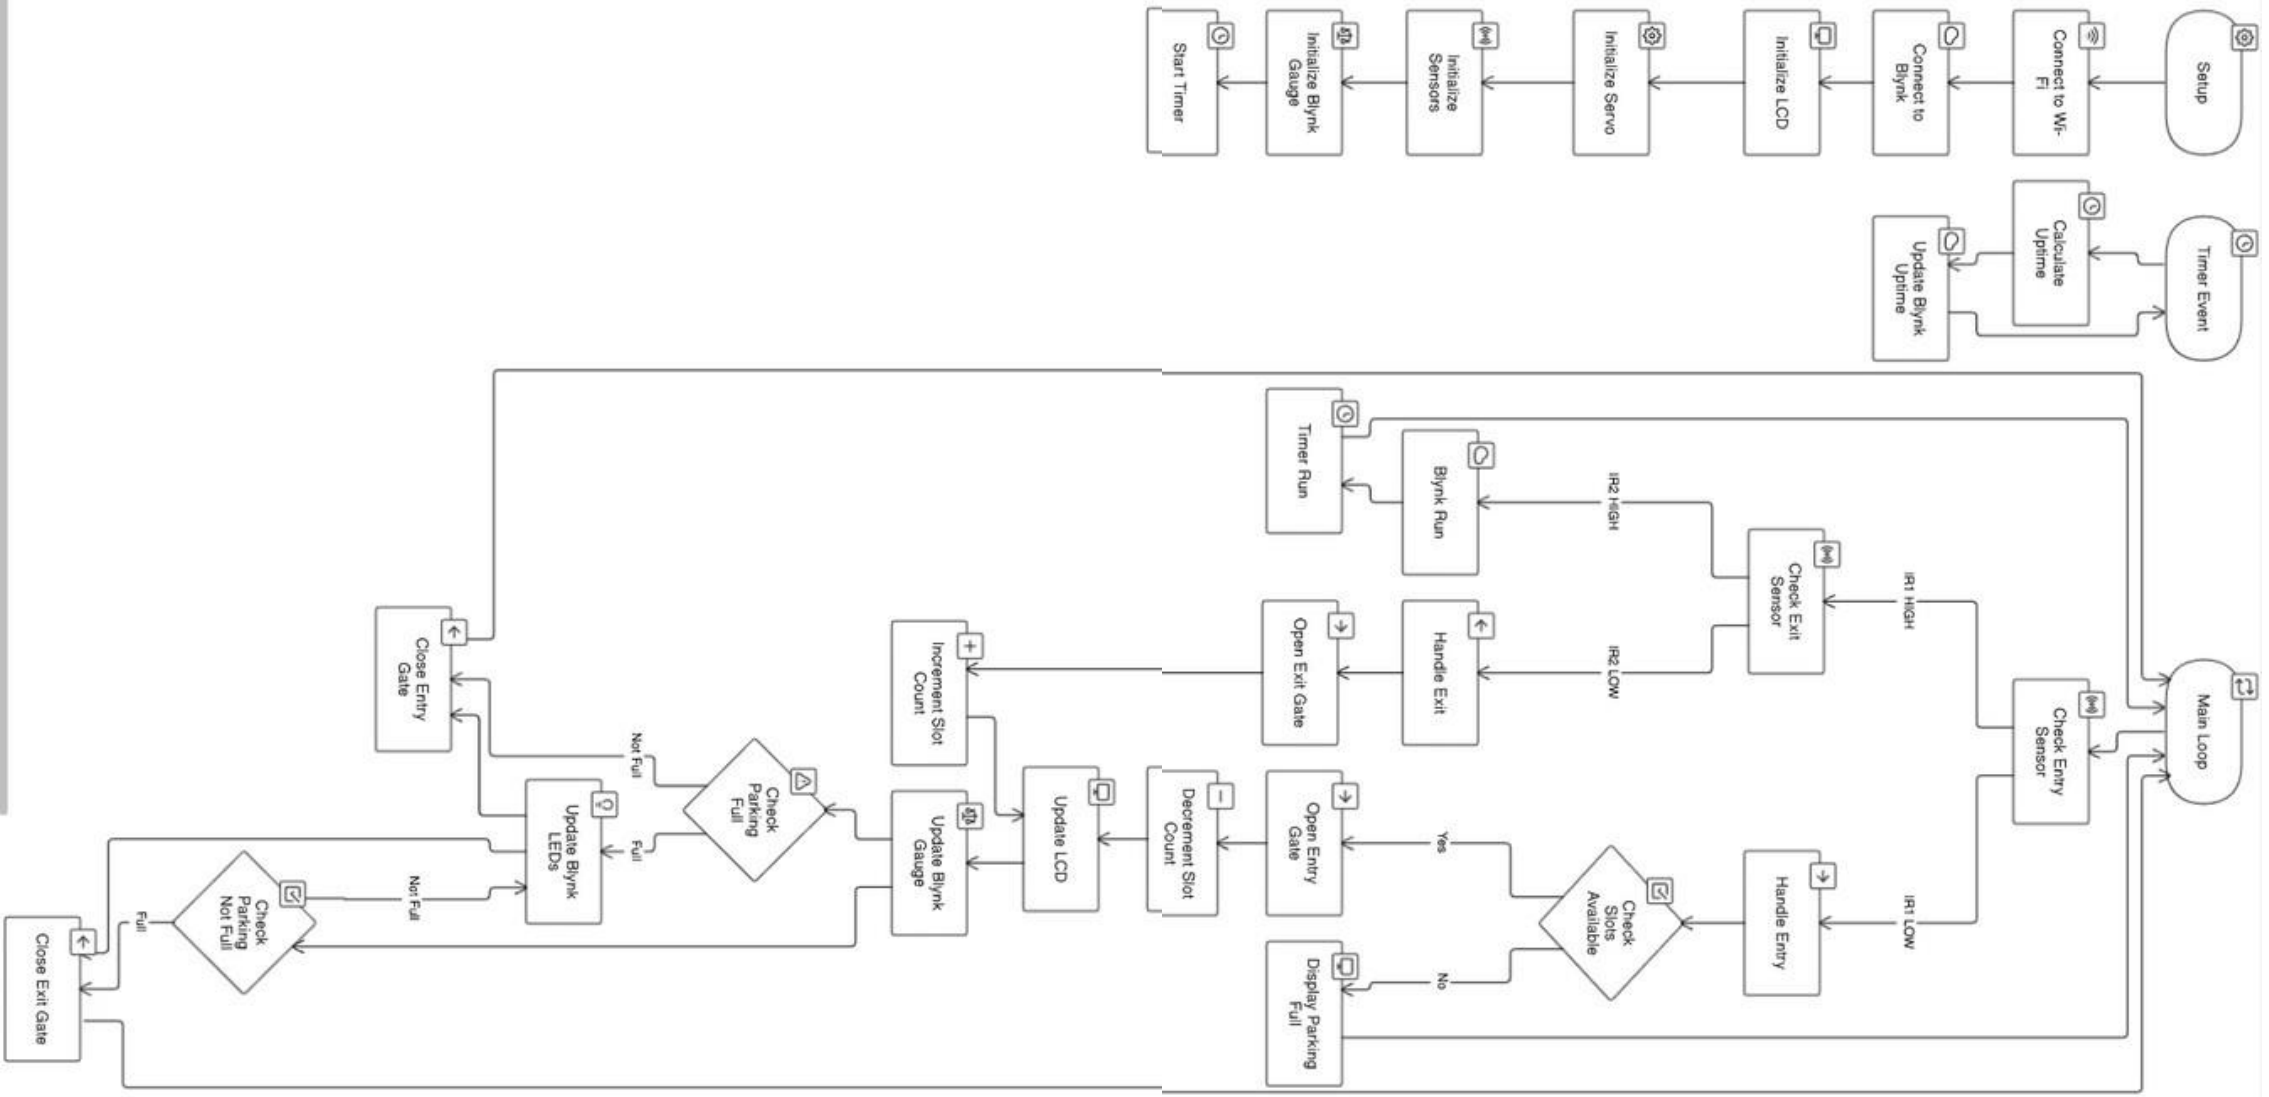 Setup
Connect to Wi-
Fi
Connect to
Blynk
Initialize LCD
Initialize Servo
Initialize
Sensors
Initialize Blynk
Gauge
Start Timer
Timer Event
Calculate
Uptime
Update Blynk
Uptime
Main Loop
Check Entry
Sensor
IR1 HIGH
IR1 LOW
Check Exit
Sensor
Handle Entry
IR2 HIGH
IR2 LOW
Check
Slots
Available
Blynk Run
Handle Exit
Yes
No
Timer Run
Open Exit Gate
Open Entry
Gate
Display Parking
Full
Decrement Slot
Count
Update LCD
Increment Slot
Count
Update Blynk
Gauge
Check
Parking
Full
Not Full
Full
Update Blynk
LEDs
Close Entry
Gate
Not Full
Check
Parking
Not Full
Full
Close Exit Gate